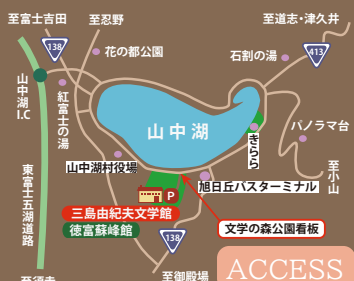 至富士吉田
至忍野
至道志・津久井
138
花の都公園
石割の湯
413
山中湖I.C
紅富士の湯
山中湖
パノラマ台
きらら
山中湖村役場
至小山
旭日丘バスターミナル
東富士五湖道路
P
三島由紀夫文学館
徳富蘇峰館
文学の森公園看板
138
至御殿場
ACCESS